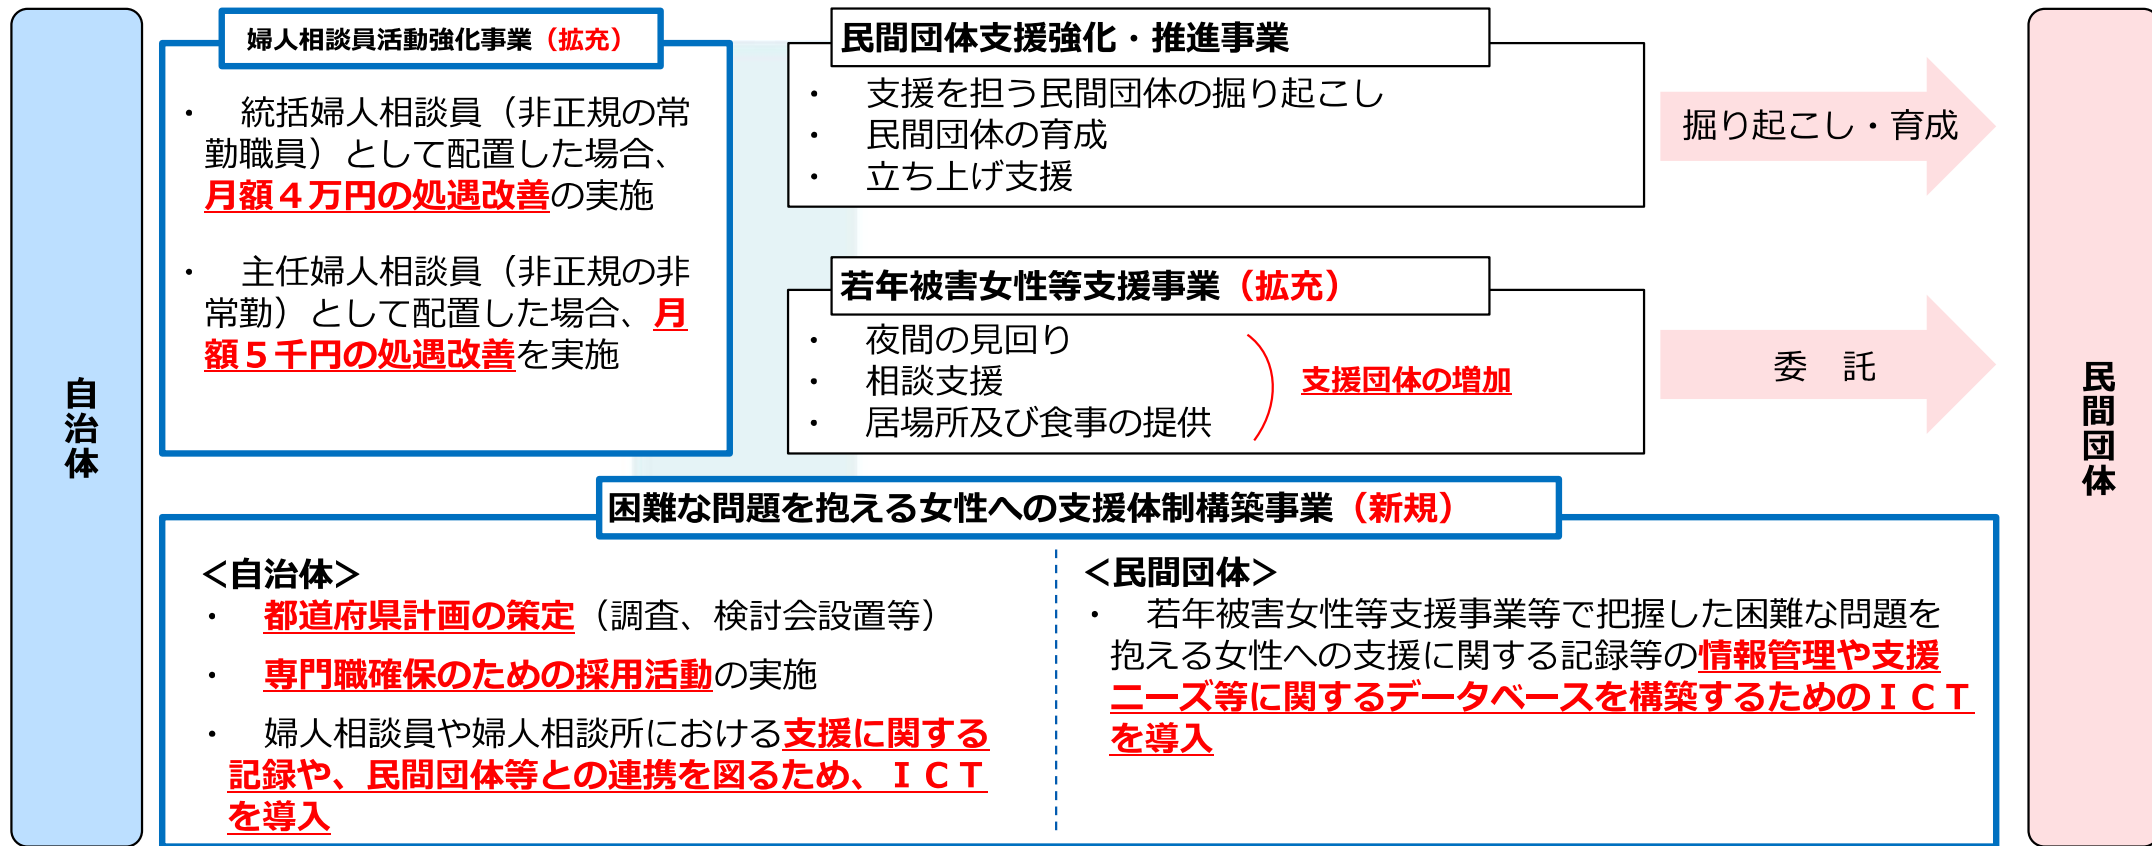 自治体
婦人相談員活動強化事業（拡充）
・　統括婦人相談員（非正規の常
勤職員）として配置した場合、
月額４万円の処遇改善の実施
・　主任婦人相談員（非正規の非
常勤）として配置した場合、月
額５千円の処遇改善を実施
民間団体支援強化・推進事業
・　支援を担う民間団体の掘り起こし
・　民間団体の育成
・　立ち上げ支援
掘り起こし・育成
若年被害女性等支援事業（拡充）
・　夜間の見回り
・　相談支援
・　居場所及び食事の提供
支援団体の増加
委　託
民間団体
困難な問題を抱える女性への支援体制構築事業（新規）
＜自治体＞
・　都道府県計画の策定（調査、検討会設置等）
・　専門職確保のための採用活動の実施
・　婦人相談員や婦人相談所における支援に関する
記録や、民間団体等との連携を図るため、ＩＣＴ
を導入
＜民間団体＞
・　若年被害女性等支援事業等で把握した困難な問題を
抱える女性への支援に関する記録等の情報管理や支援
ニーズ等に関するデータベースを構築するためのＩＣＴ
を導入